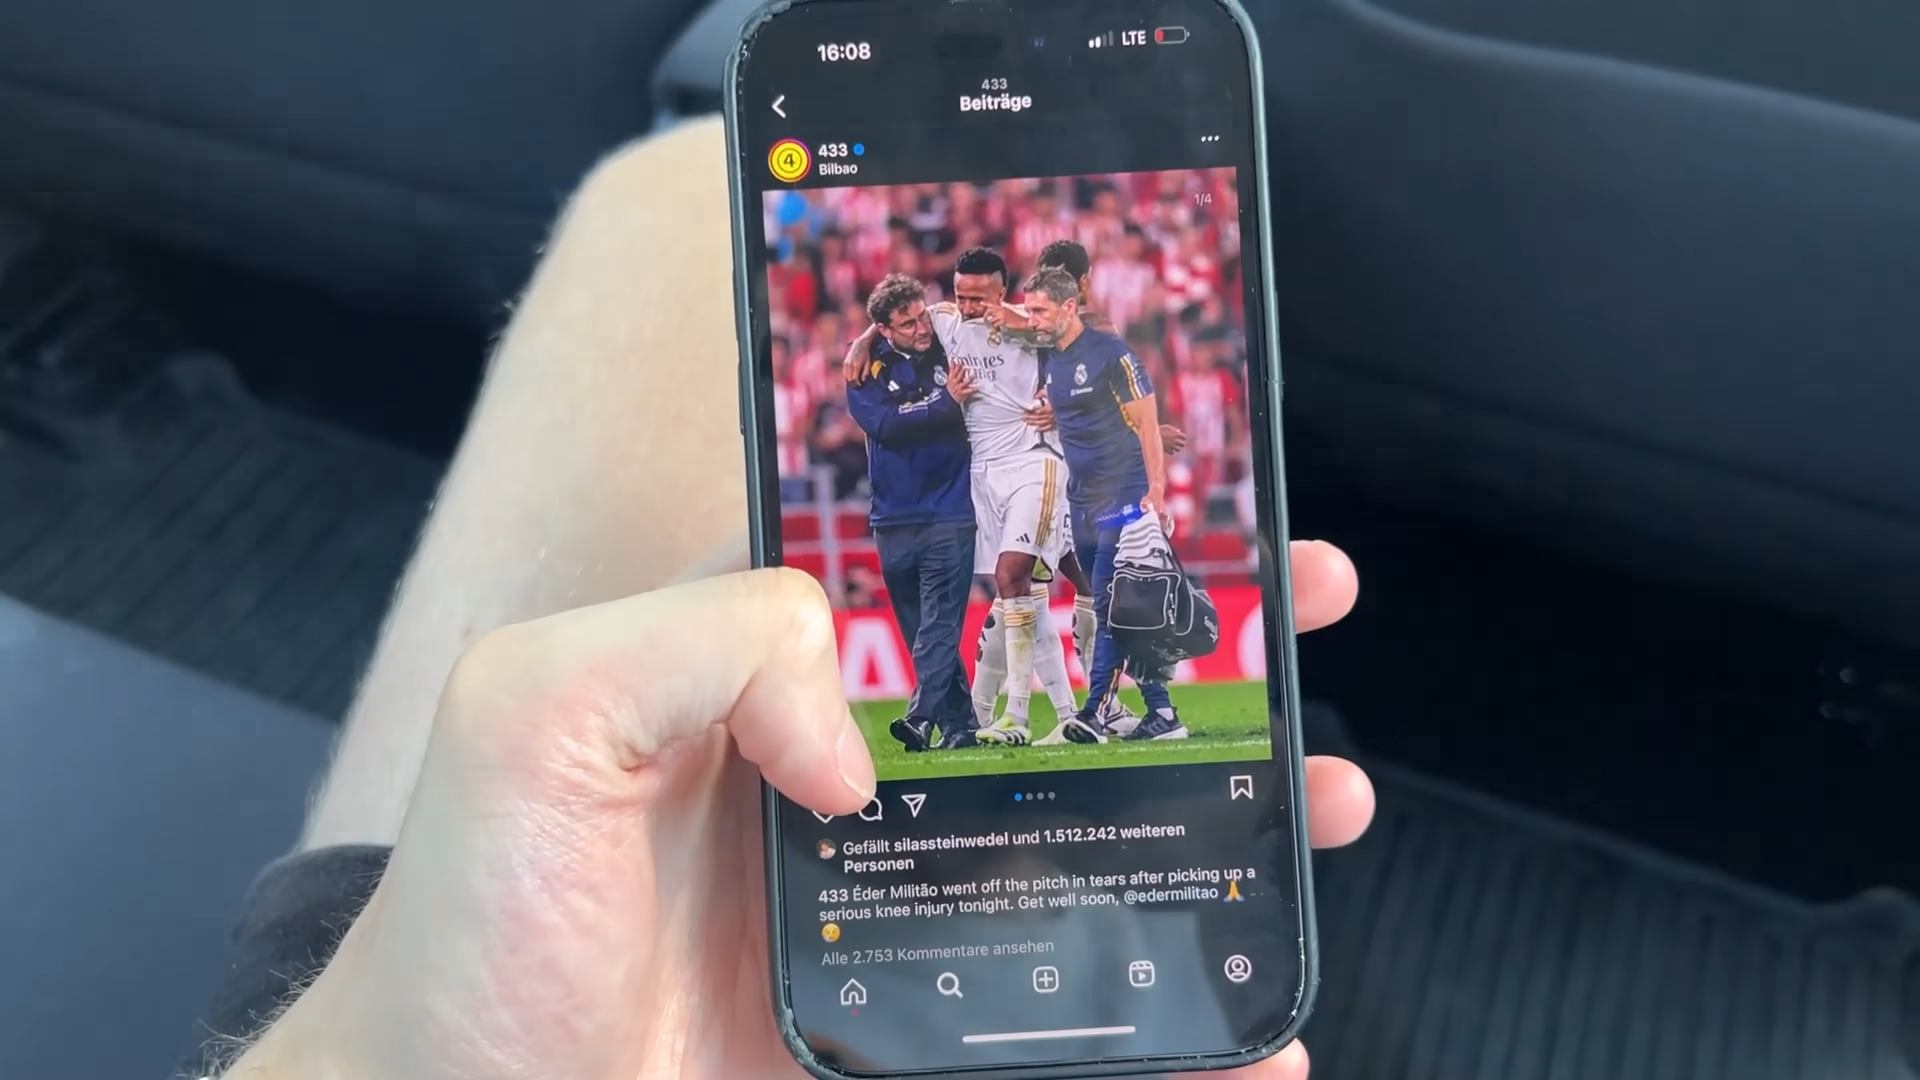 16:08
LTE
433
Beiträge
433
Bilbao
1/4
Gefällt silassteinwedel und 1.512.242 weiteren
Personen
433 Éder Militão went off the pitch in tears after picking up a
serious knee injury tonight. Get well soon, @edermilitao 🙏
😢
Alle 2.753 Kommentare ansehen